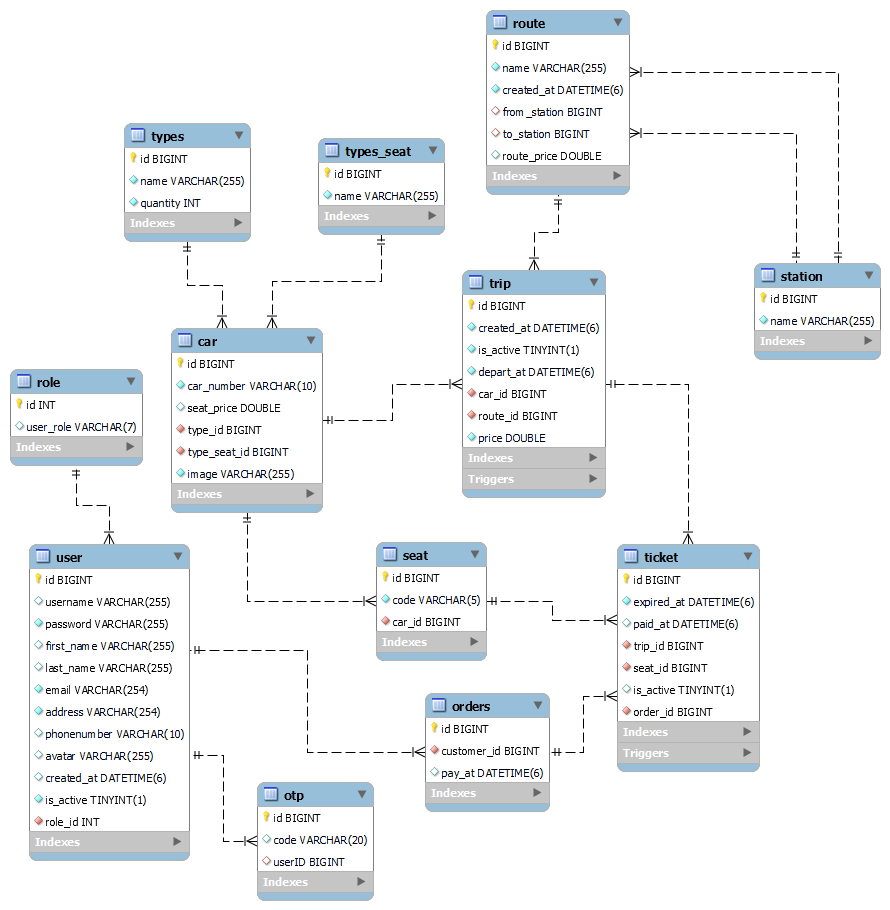 route
id BIGINT
name VARCHAR(255)
created_at DATETIME(6)
from _station BIGINT
to_station BIGINT
route_price DOUBLE
Indexes
types
id BIGINT
name VARCHAR(255)
quantity INT
Indexes
types_seat
id BIGINT
name VARCHAR(255)
Indexes
station
id BIGINT
name VARCHAR(255)
Indexes
trip
id BIGINT
created_at DATETIME(6)
is_active TINYINT(1)
depart_at DATETIME(6)
car_id BIGINT
route_id BIGINT
price DOUBLE
Indexes
Triggers
car
id BIGINT
car_number VARCHAR(10)
seat_price DOUBLE
type_id BIGINT
type_seat_id BIGINT
image VARCHAR(255)
Indexes
role
id INT
user_role VARCHAR(7)
Indexes
user
id BIGINT
username VARCHAR(255)
password VARCHAR(255)
first_name VARCHAR(255)
last_name VARCHAR(255)
email VARCHAR(254)
address VARCHAR(254)
phonenumber VARCHAR(10)
avatar VARCHAR(255)
created_at DATETIME(6)
is_active TINYINT(1)
role_id INT
Indexes
seat
id BIGINT
code VARCHAR(5)
car_id BIGINT
Indexes
ticket
id BIGINT
expired_at DATETIME(6)
paid_at DATETIME(6)
trip_id BIGINT
seat_id BIGINT
is_active TINYINT(1)
order_id BIGINT
Indexes
Triggers
orders
id BIGINT
customer_id BIGINT
pay_at DATETIME(6)
Indexes
otp
id BIGINT
code VARCHAR(20)
userID BIGINT
Indexes